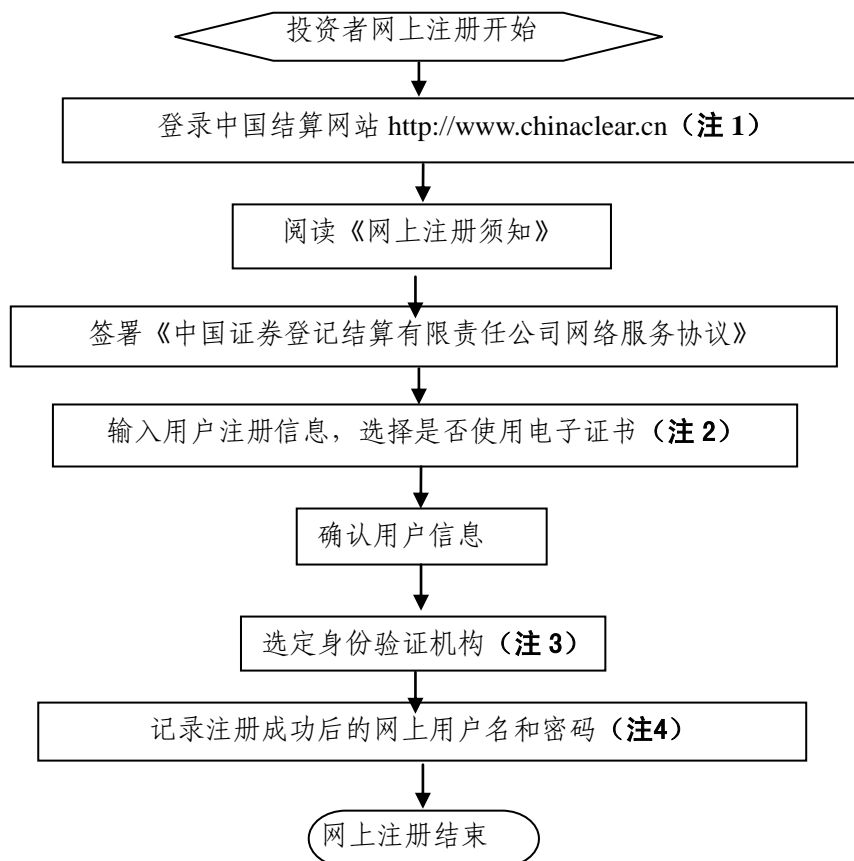 投资者网上注册开始
登录中国结算网站 http://www.chinaclear.cn（注 1）
阅读《网上注册须知》
签署《中国证券登记结算有限责任公司网络服务协议》
输入用户注册信息，选择是否使用电子证书（注 2）
确认用户信息
选定身份验证机构（注 3）
记录注册成功后的网上用户名和密码（注4）
网上注册结束